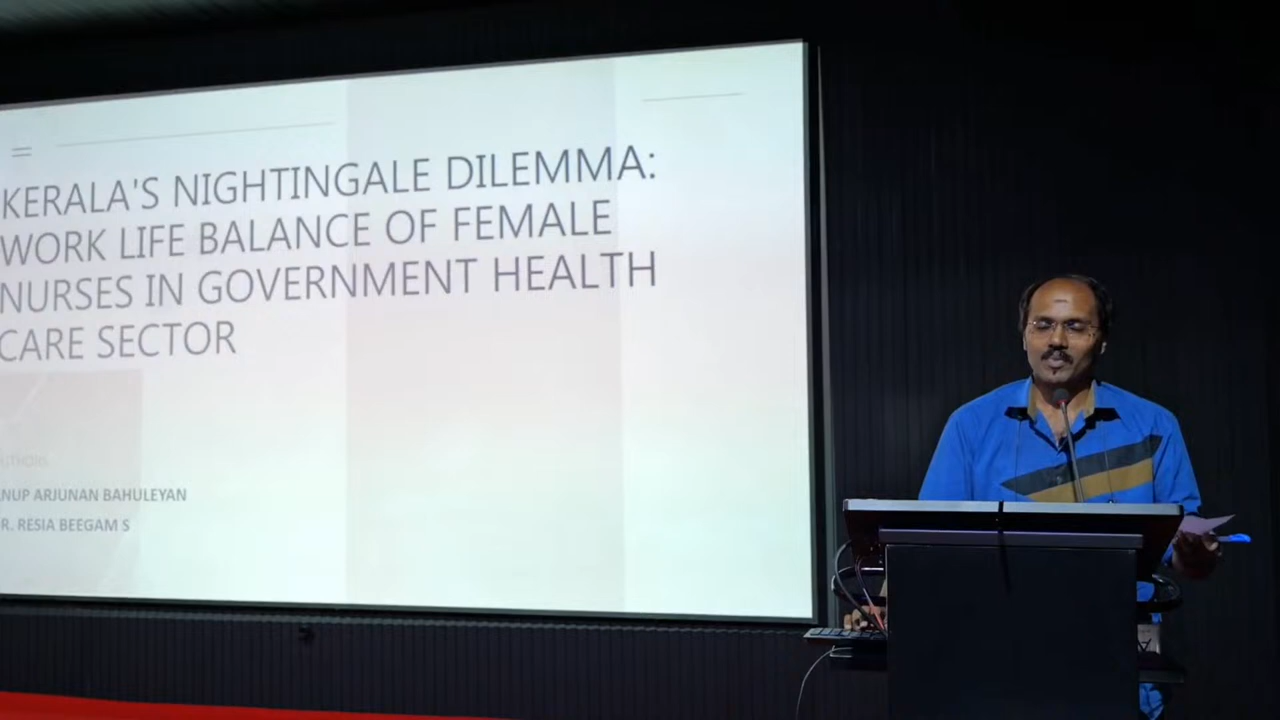 KERALA'S NIGHTINGALE DILEMMA:
WORK LIFE BALANCE OF FEMALE
NURSES IN GOVERNMENT HEALTH
CARE SECTOR
NUP ARJUNAN BAHULEYAN
R. RESIA BEEGAM S